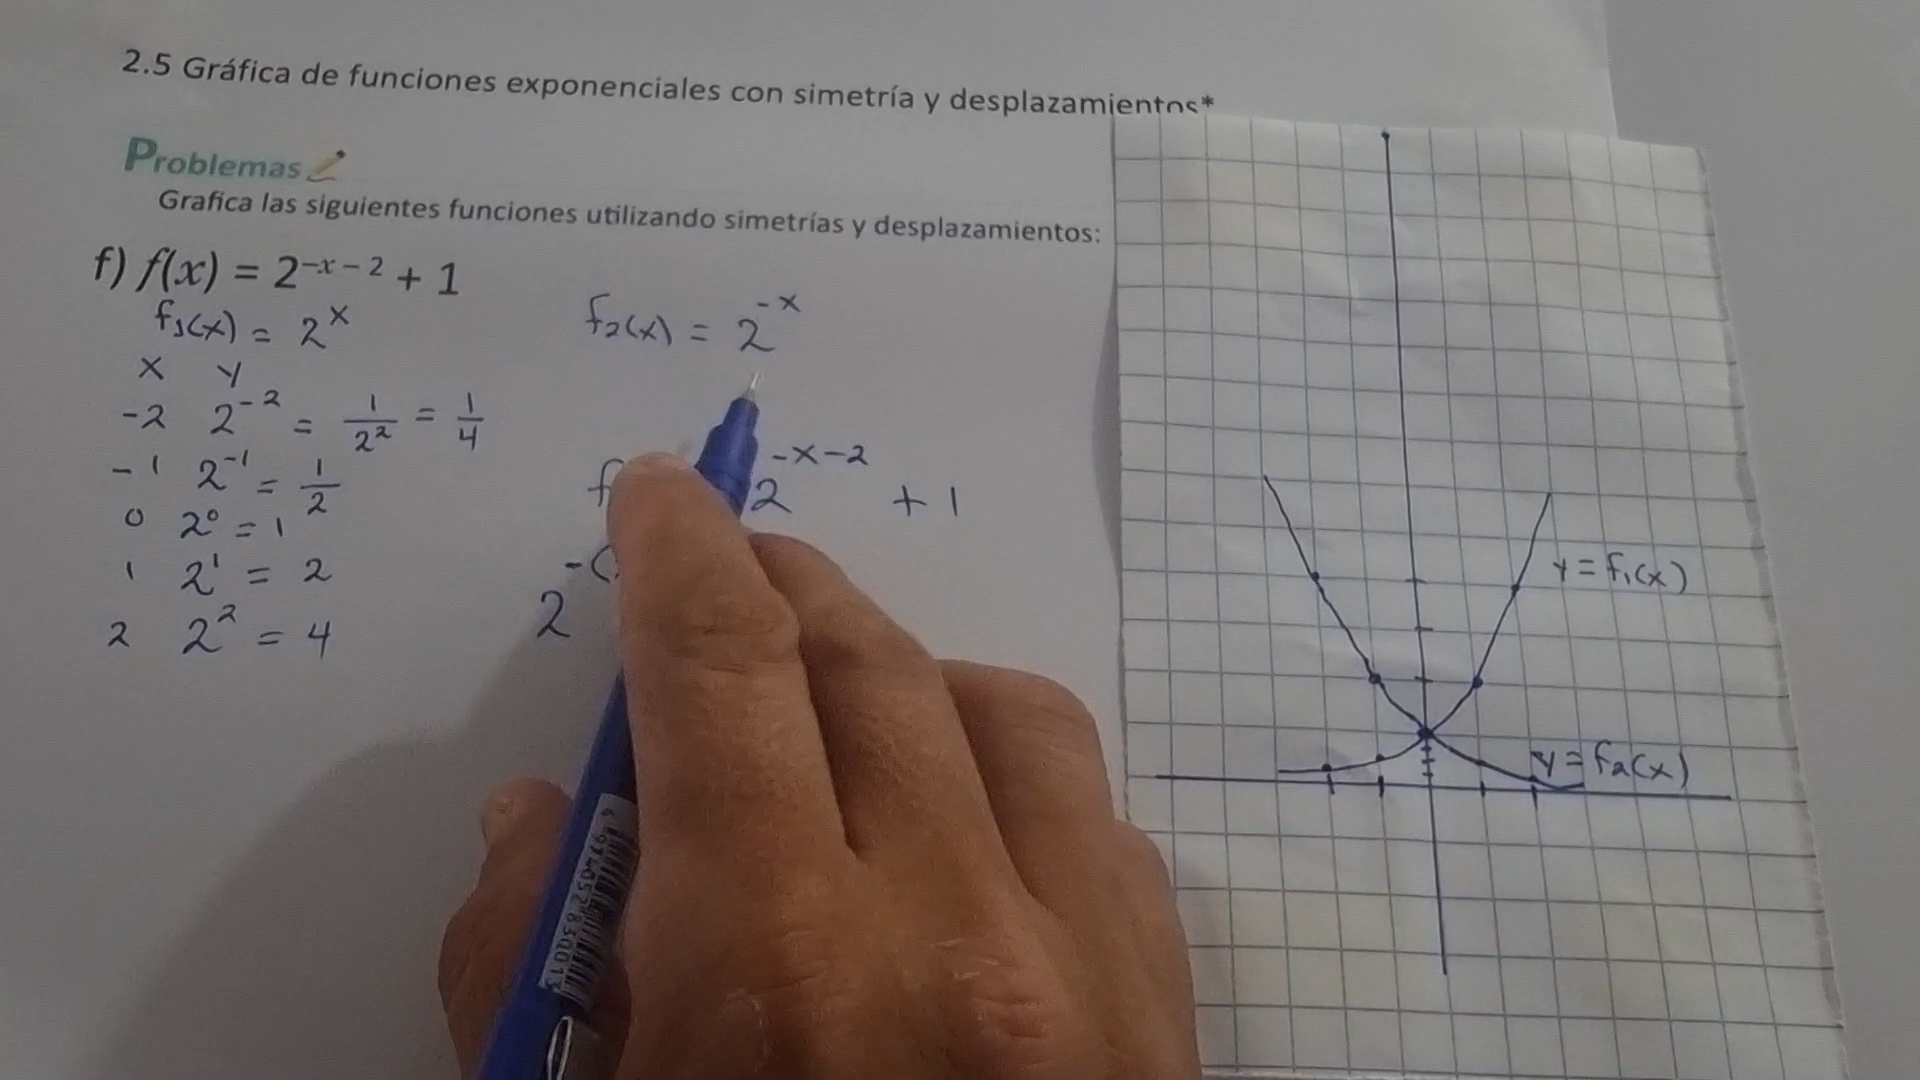 2.5 Gráfica de funciones exponenciales con simetría y desplazamientos*
Problemas
Grafica las siguientes funciones utilizando simetrías y desplazamientos:
f) f(x) = 2^{-x-2} + 1
f₁(x) = 2^x
x y
-2 2^{-2} = 1/2² = 1/4
-1 2^{-1} = 1/2
0 2⁰ = 1
1 2¹ = 2
2 2² = 4
f₂(x) = 2^{-x}
f 2^{-x-2} + 1
2^{-(
y = f₁(x)
y = f₂(x)
6 974052830013